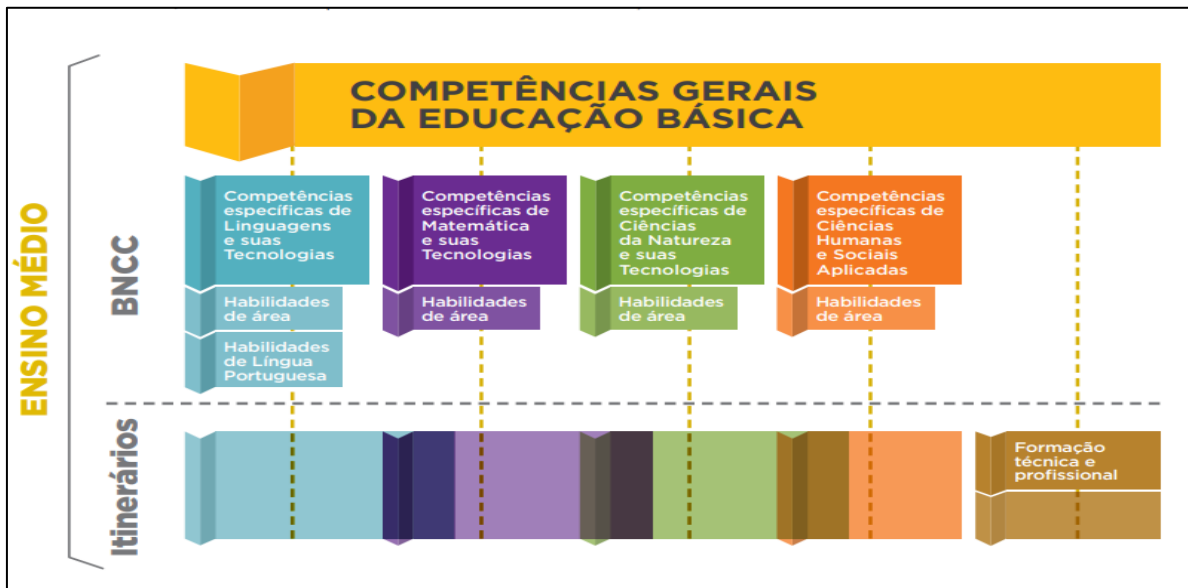 COMPETÊNCIAS GERAIS
DA EDUCAÇÃO BÁSICA
ENSINO MÉDIO
BNCC
Competências
específicas de
Linguagens
e suas
Tecnologias
Habilidades
de área
Habilidades
de Língua
Portuguesa
Competências
específicas de
Matemática
e suas
Tecnologias
Habilidades
de área
Competências
específicas de
Ciências
da Natureza
e suas
Tecnologias
Habilidades
de área
Competências
específicas de
Ciências
Humanas
e Sociais
Aplicadas
Habilidades
de área
Itinerários
Formação
técnica e
profissional